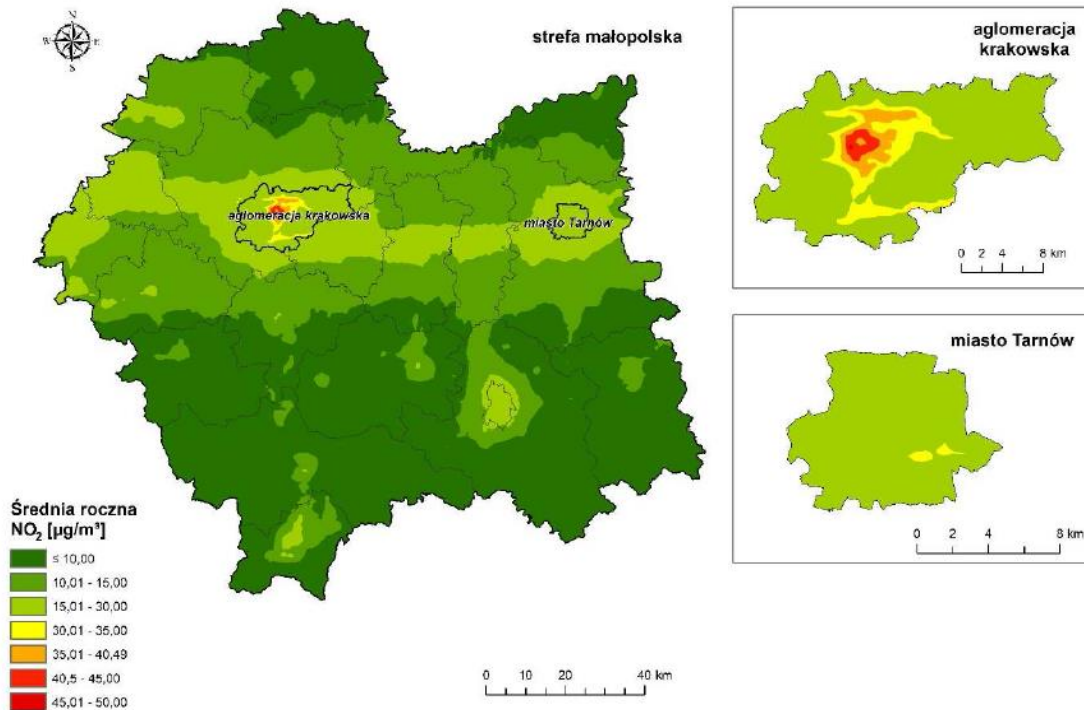 N
W E
S
strefa małopolska
aglomeracja krakowska
miasto Tarnów
Średnia roczna
NO₂ [µg/m³]
≤ 10,00
10,01 - 15,00
15,01 - 30,00
30,01 - 35,00
35,01 - 40,49
40,5 - 45,00
45,01 - 50,00
0 10 20 40 km
aglomeracja
krakowska
0 2 4 8 km
miasto Tarnów
0 2 4 8 km